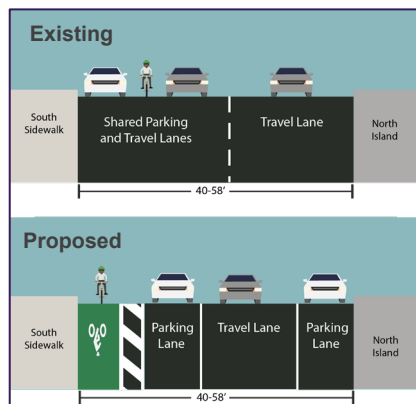 Existing
South
Sidewalk
Shared Parking
and Travel Lanes
Travel Lane
North
Island
40-58'
Proposed
South
Sidewalk
Parking
Lane
Travel Lane
Parking
Lane
North
Island
40-58'